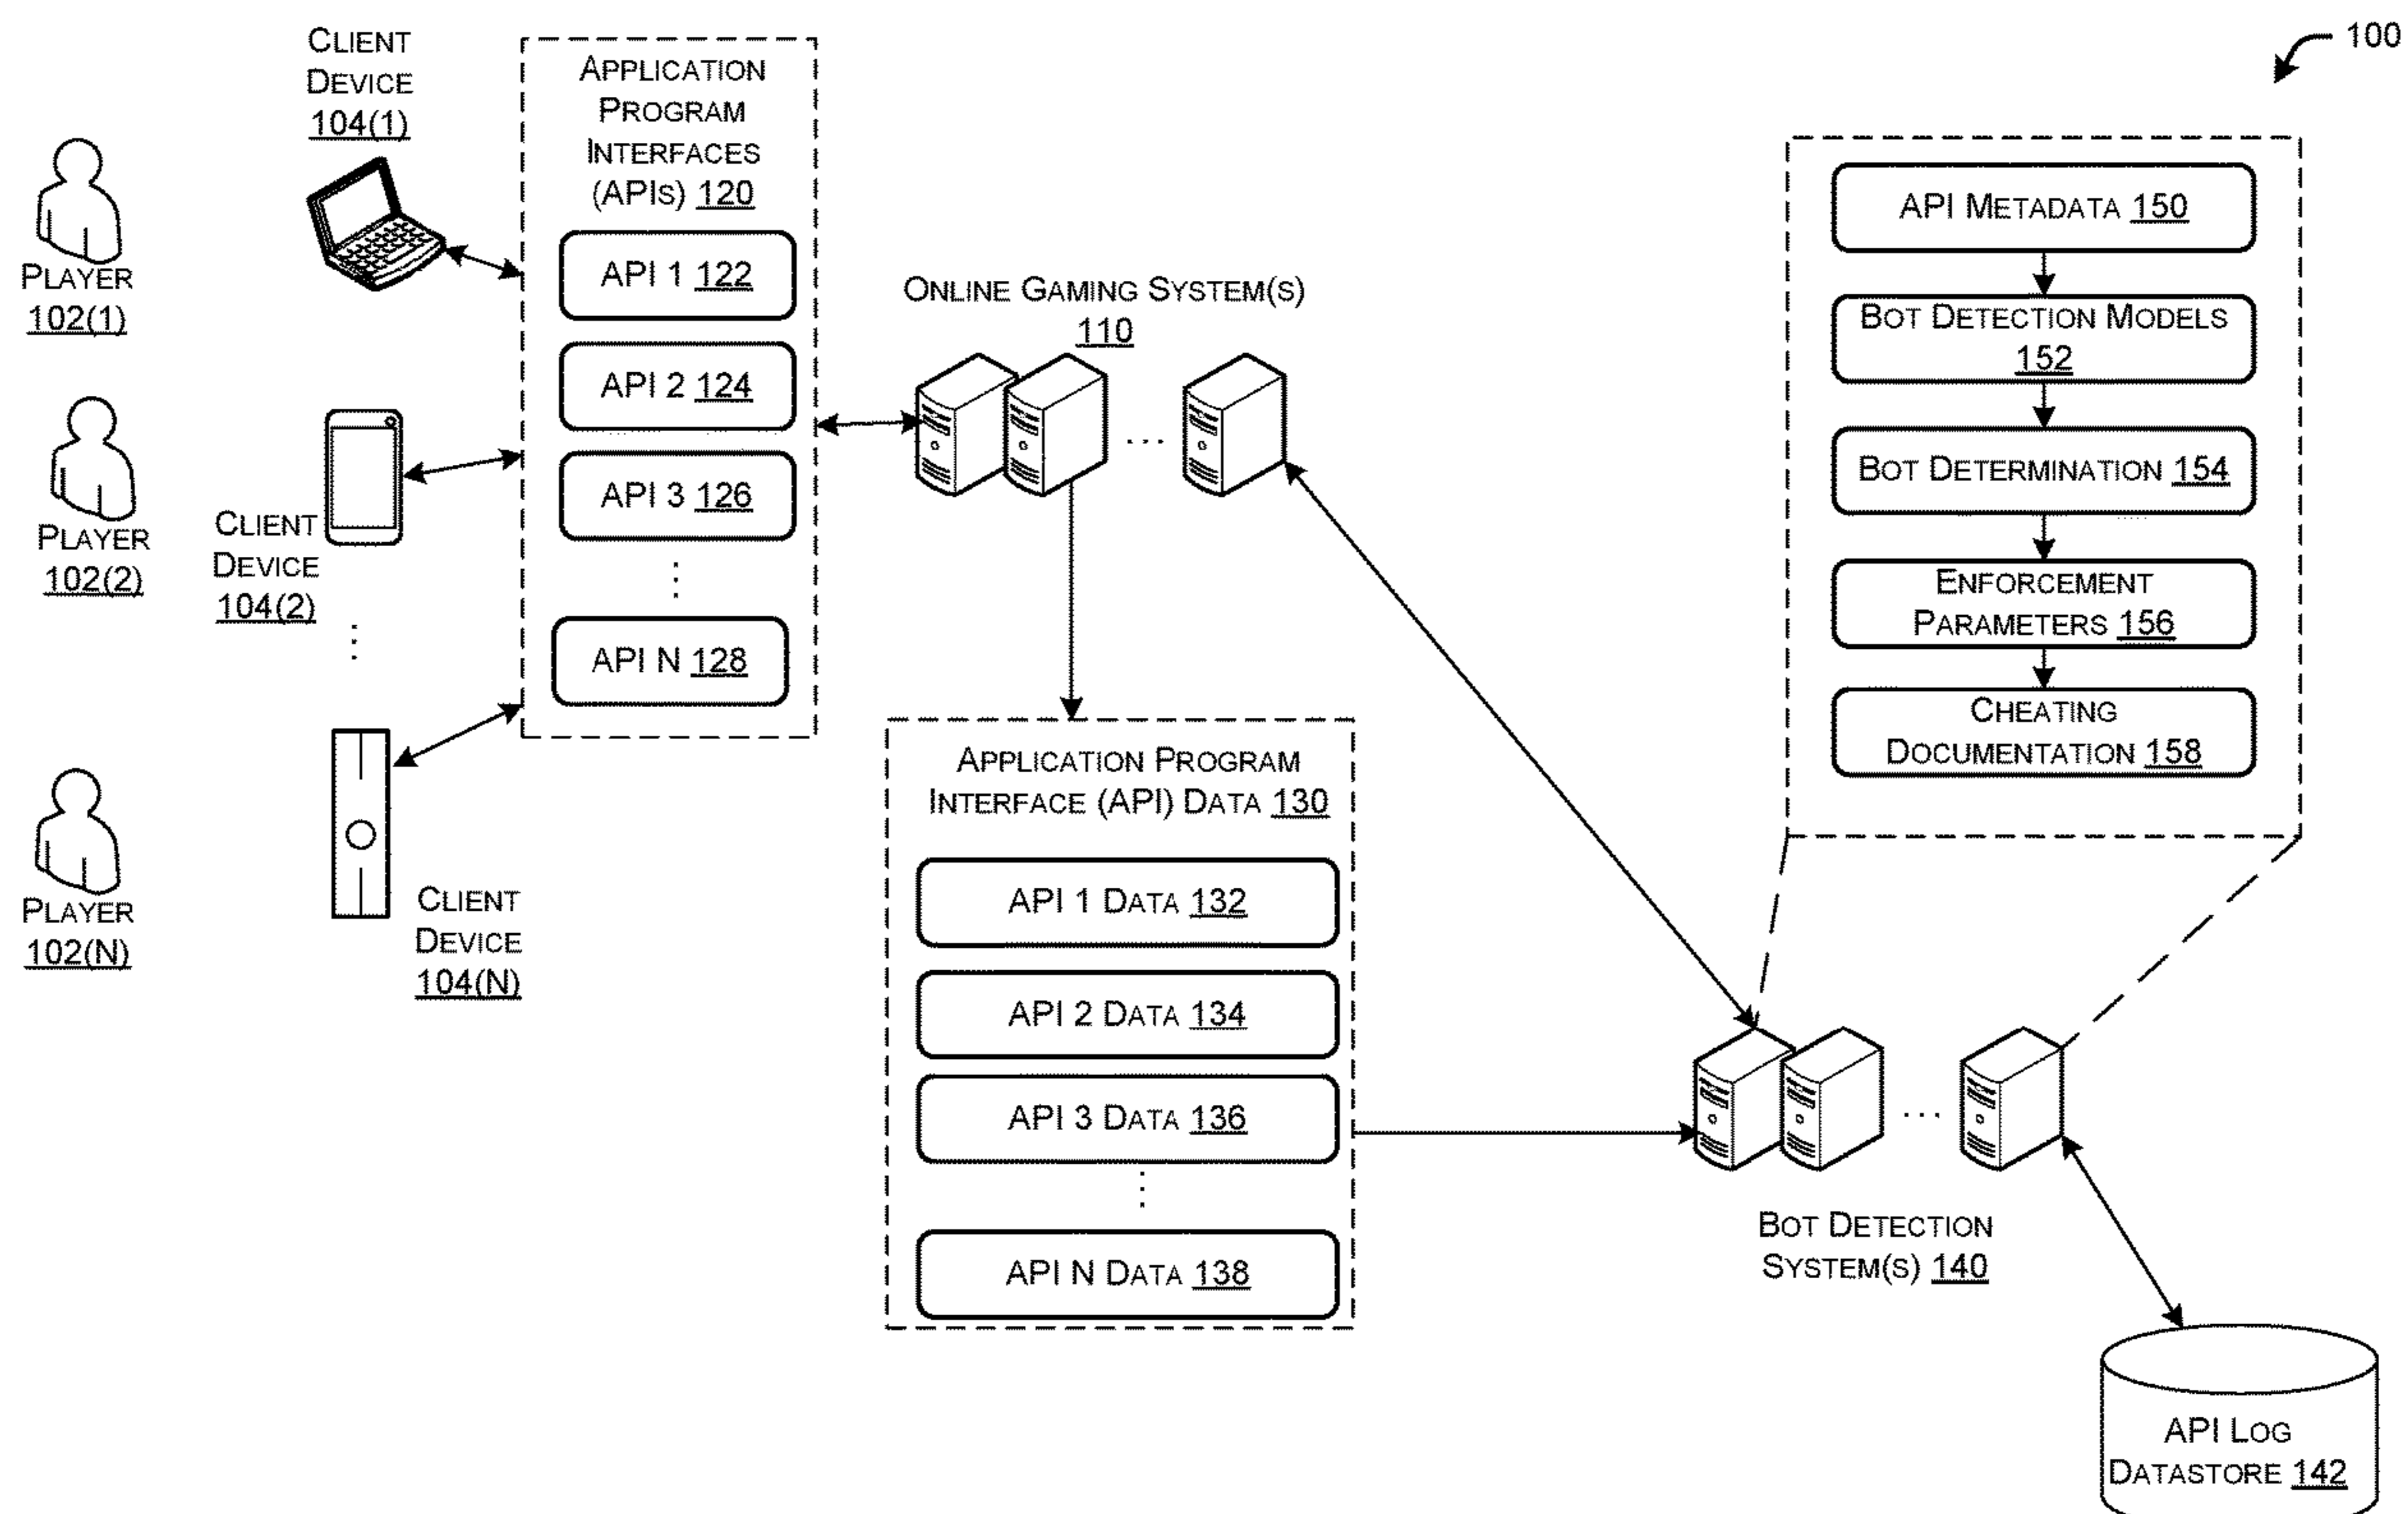 100
CLIENT
DEVICE
104(1)
PLAYER
102(1)
PLAYER
102(2)
CLIENT
DEVICE
104(2)
⋮
PLAYER
102(N)
CLIENT
DEVICE
104(N)
APPLICATION
PROGRAM
INTERFACES
(APIS) 120
API 1 122
API 2 124
API 3 126
⋮
API N 128
ONLINE GAMING SYSTEM(S)
110
...
APPLICATION PROGRAM
INTERFACE (API) DATA 130
API 1 DATA 132
API 2 DATA 134
API 3 DATA 136
⋮
API N DATA 138
API METADATA 150
BOT DETECTION MODELS
152
BOT DETERMINATION 154
ENFORCEMENT
PARAMETERS 156
CHEATING
DOCUMENTATION 158
...
BOT DETECTION
SYSTEM(S) 140
API LOG
DATASTORE 142